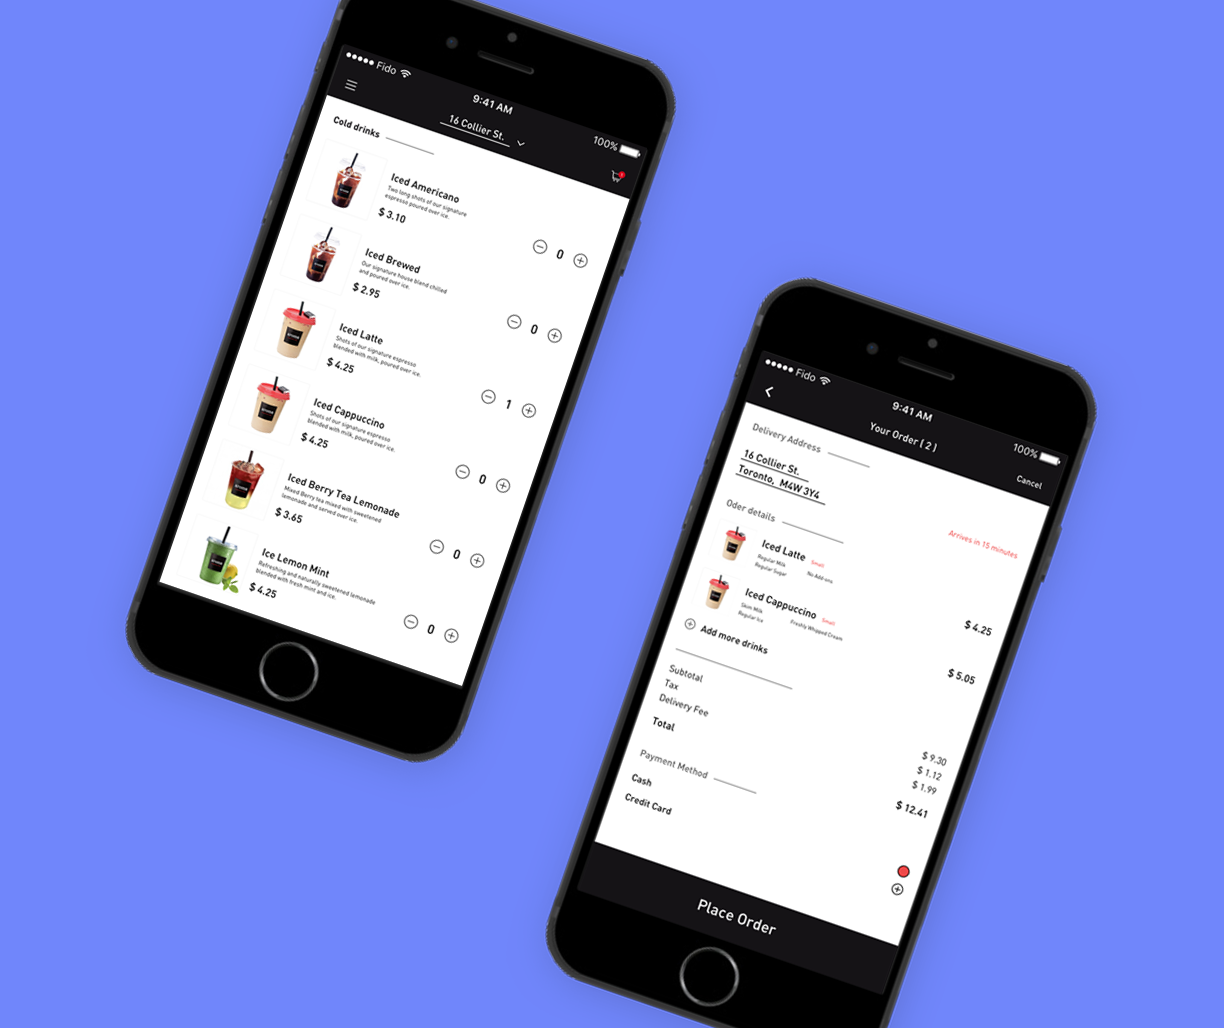 ●●●●● Fido
9:41 AM
100%
16 Collier St.
Cold drinks
Iced Americano
Two long shots of our signature
espresso poured over ice.
$ 3.10
0
Iced Brewed
Our signature house blend chilled
and poured over ice.
$ 2.95
0
Iced Latte
Shots of our signature espresso
blended with milk, poured over ice.
$ 4.25
1
Iced Cappuccino
Shots of our signature espresso
blended with milk, poured over ice.
$ 4.25
0
Iced Berry Tea Lemonade
Mixed Berry tea mixed with sweetened
lemonade and served over ice.
$ 3.65
0
Ice Lemon Mint
Refreshing and naturally sweetened lemonade
blended with fresh mint and ice.
$ 4.25
0
●●●●● Fido
9:41 AM
100%
Your Order ( 2 )
Cancel
Delivery Address
16 Collier St.
Toronto, M4W 3Y4
Arrives in 15 minutes
Oder details
Iced Latte Small
Regular Milk
Regular Sugar No Add-ons
$ 4.25
Iced Cappuccino Small
Skim Milk Freshly Whipped Cream
Regular Ice
$ 5.05
Add more drinks
Subtotal $ 9.30
Tax $ 1.12
Delivery Fee $ 1.99
Total $ 12.41
Payment Method
Cash
Credit Card
Place Order